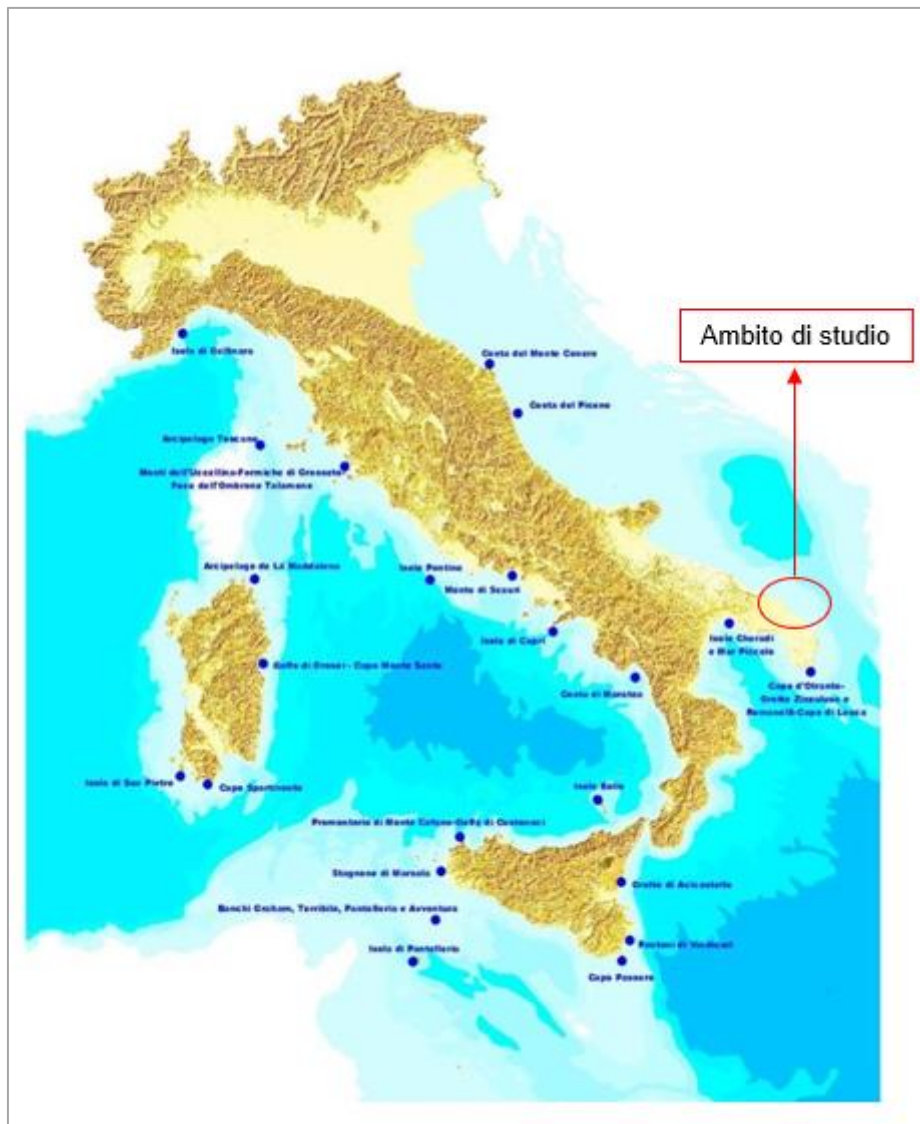 Ambito di studio
Isola di Gallinara
Costa del Monte Conero
Costa del Piceno
Arcipelago Toscano
Monti dell'Uccellina-Formiche di Grosseto
Foce dell'Ombrone Talamone
Arcipelago de La Maddalena
Isole Pontine
Monte di Scauri
Isola di Capri
Isole Cheradi
e Mar Piccolo
Golfo di Orosei - Capo Monte Santu
Costa di Maratea
Capo d'Otranto-
Grotte Zinzulusa e
Romanelli-Capo di Leuca
Isola di San Pietro
Capo Spartivento
Isole Eolie
Promontorio di Monte Cofano-Golfo di Custonaci
Stagnone di Marsala
Grotte di Acicastello
Banchi Graham, Terribile, Pantelleria e Avventura
Isola di Pantelleria
Pantani di Vindicari
Capo Passero